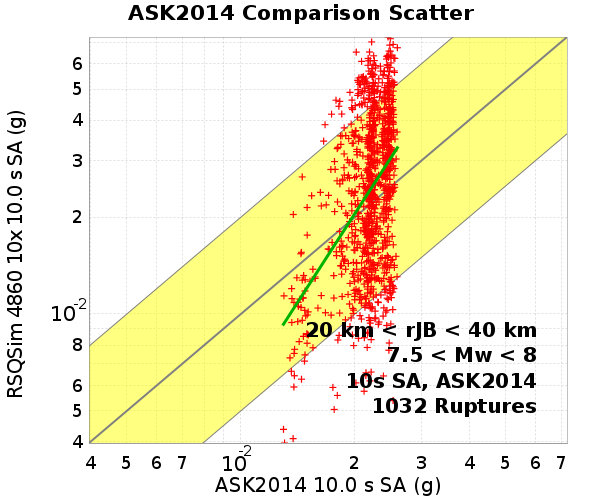 ASK2014 Comparison Scatter
RSQSim 4860 10x 10.0 s SA (g)
6
5
4
3
2
10-2
8
6
5
4
20 km < rJB < 40 km
7.5 < Mw < 8
10s SA, ASK2014
1032 Ruptures
4 5 6 7 10-2 2 3 4 5 6 7
ASK2014 10.0 s SA (g)